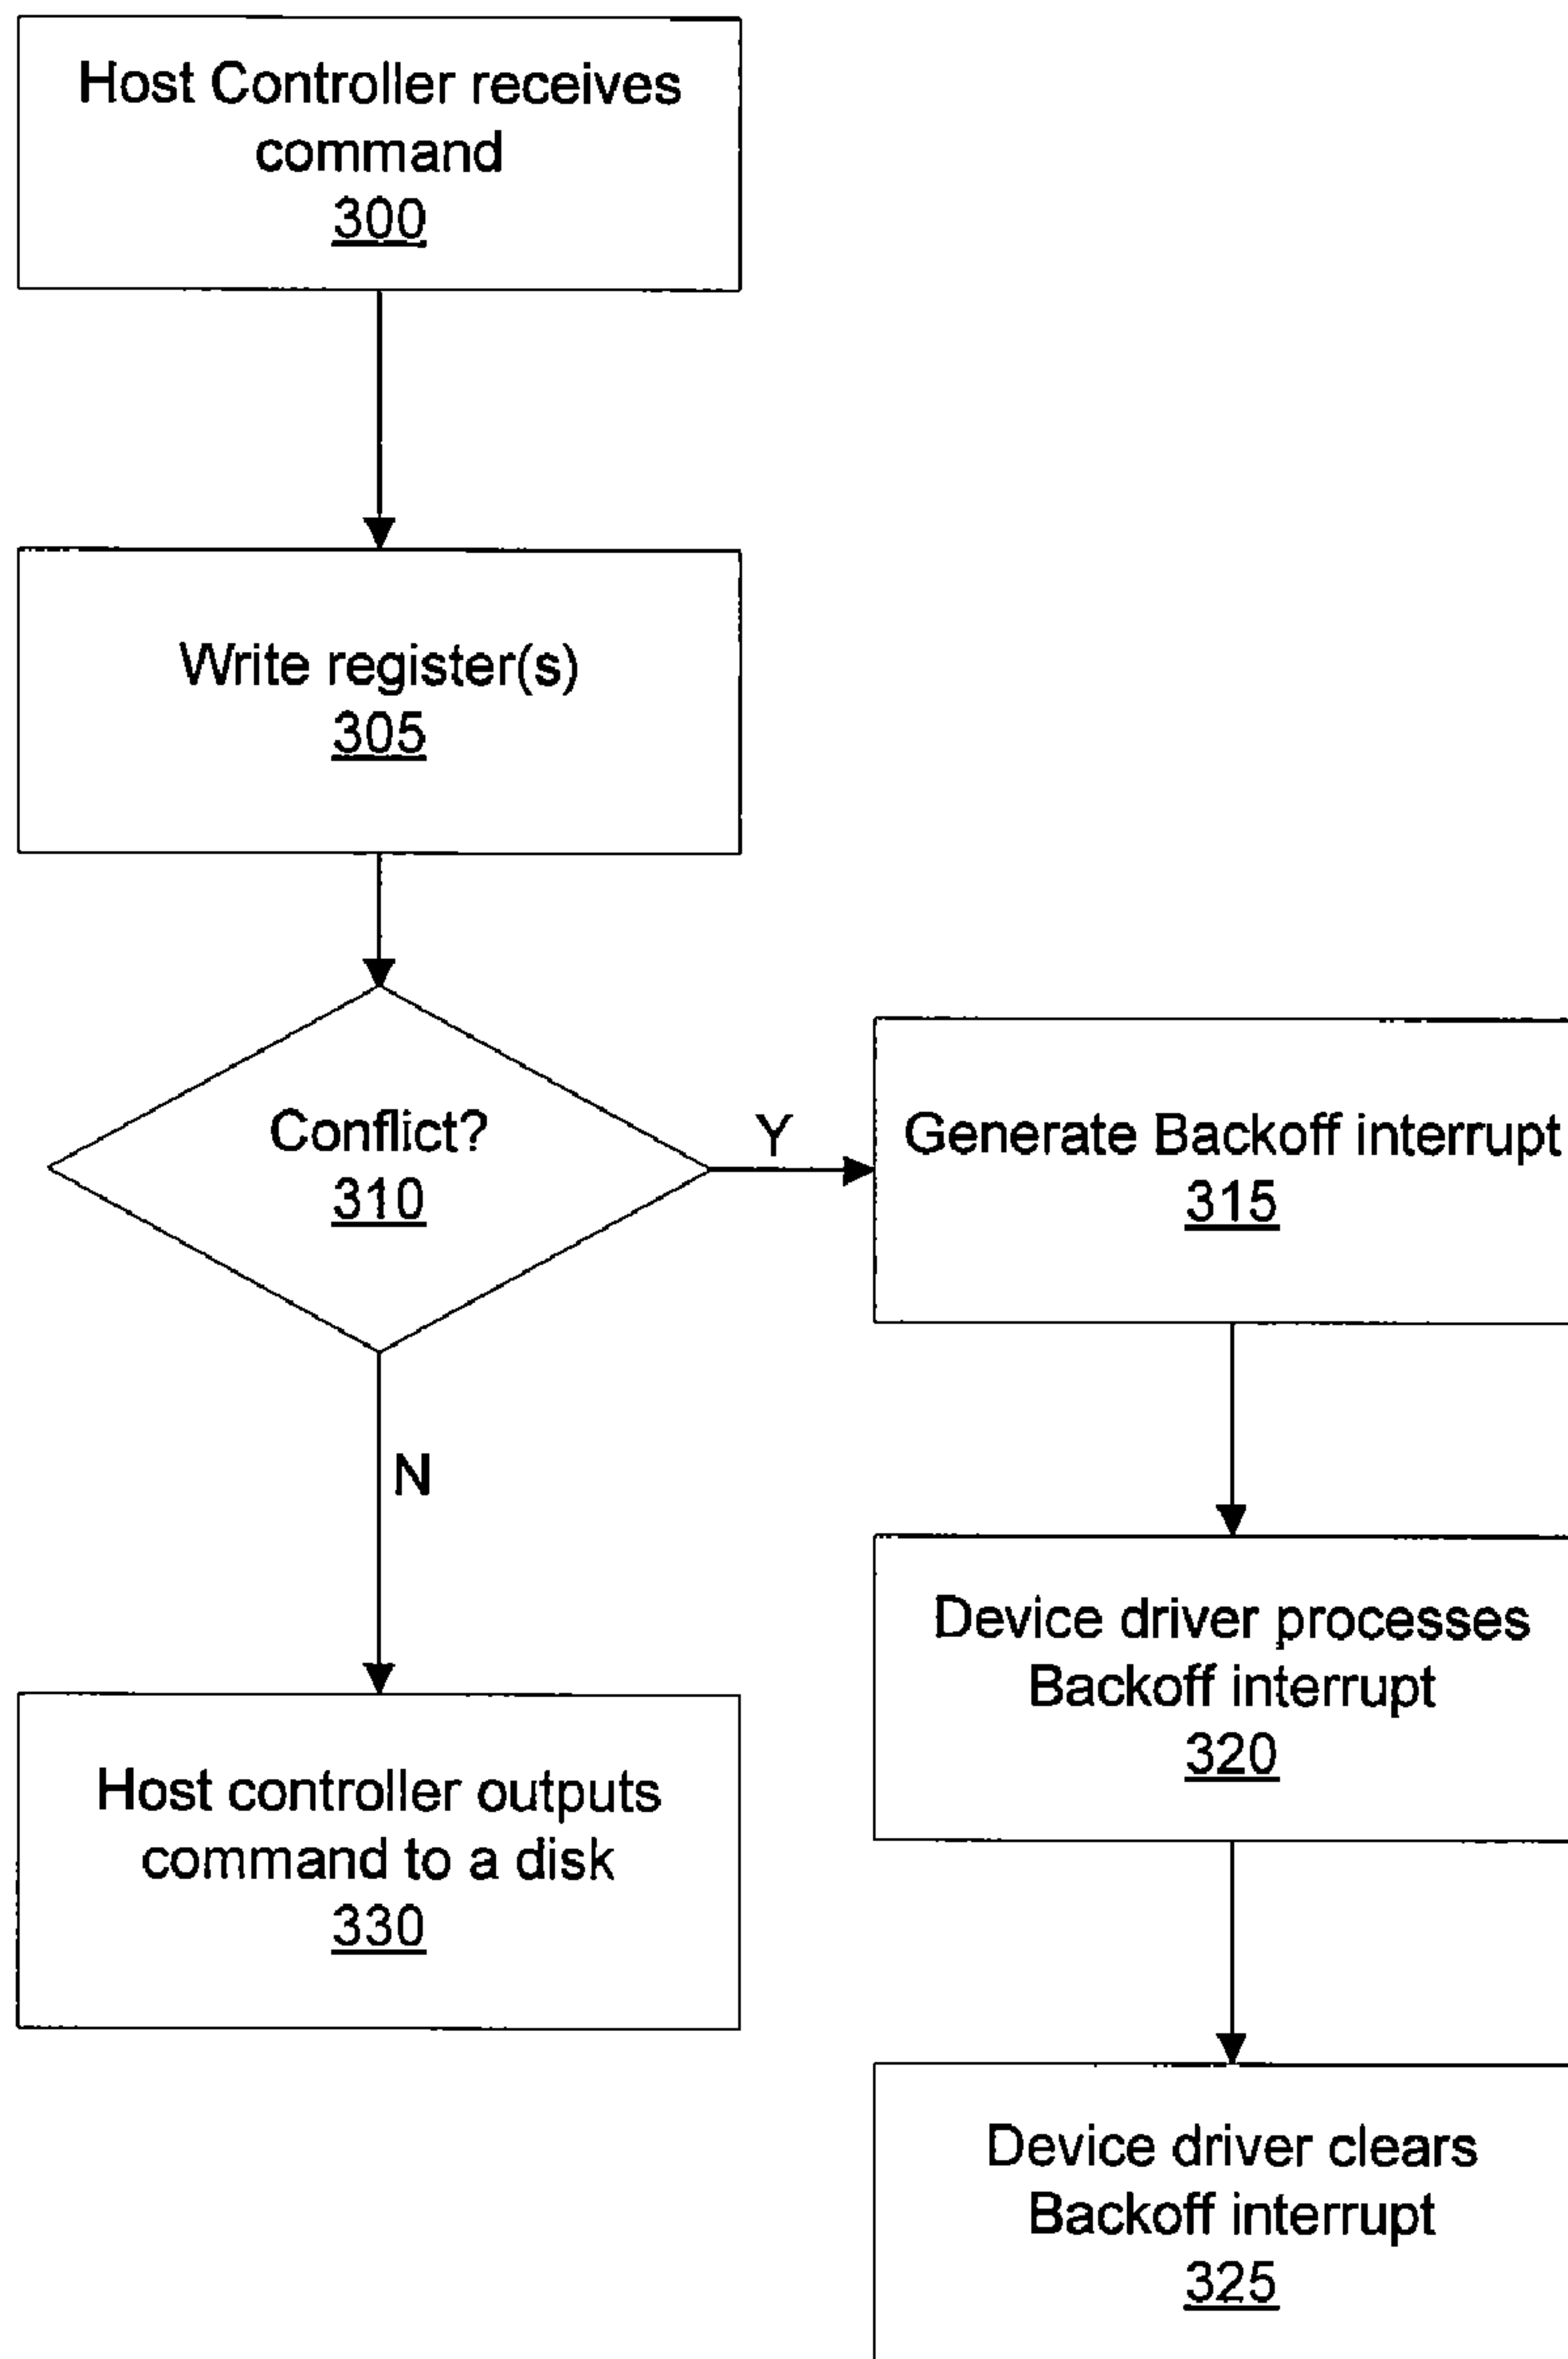 Host Controller receives
command
300
Write register(s)
305
Conflict?
310
Y
Generate Backoff interrupt
315
N
Device driver processes
Backoff interrupt
320
Host controller outputs
command to a disk
330
Device driver clears
Backoff interrupt
325